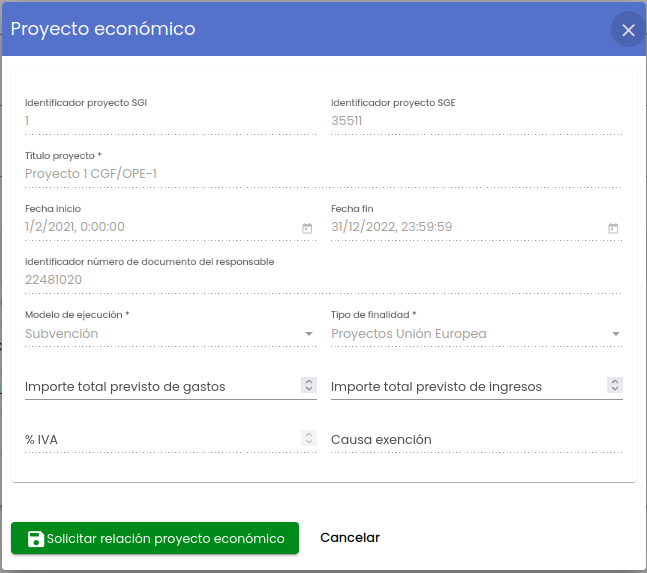 Proyecto económico
Identificador proyecto SGI
Identificador proyecto SGE
1
35511
Título proyecto *
Proyecto 1 CGF/OPE-1
Fecha inicio
Fecha fin
1/2/2021, 0:00:00
31/12/2022, 23:59:59
Identificador número de documento del responsable
22481020
Modelo de ejecución *
Tipo de finalidad *
Subvención
Proyectos Unión Europea
Importe total previsto de gastos
Importe total previsto de ingresos
% IVA
Causa exención
Solicitar relación proyecto económico
Cancelar